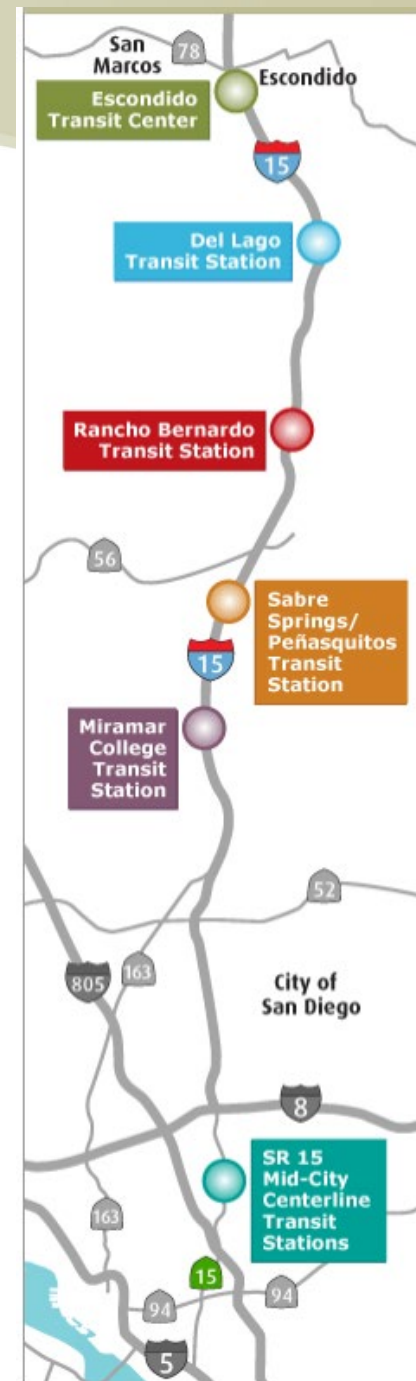 San
Marcos
78
Escondido
Escondido
Transit Center
15
Del Lago
Transit Station
Rancho Bernardo
Transit Station
56
Sabre
Springs/
Peñasquitos
Transit
Station
15
Miramar
College
Transit
Station
52
163
805
City of
San Diego
8
SR 15
Mid-City
Centerline
Transit
Stations
163
15
94
94
5